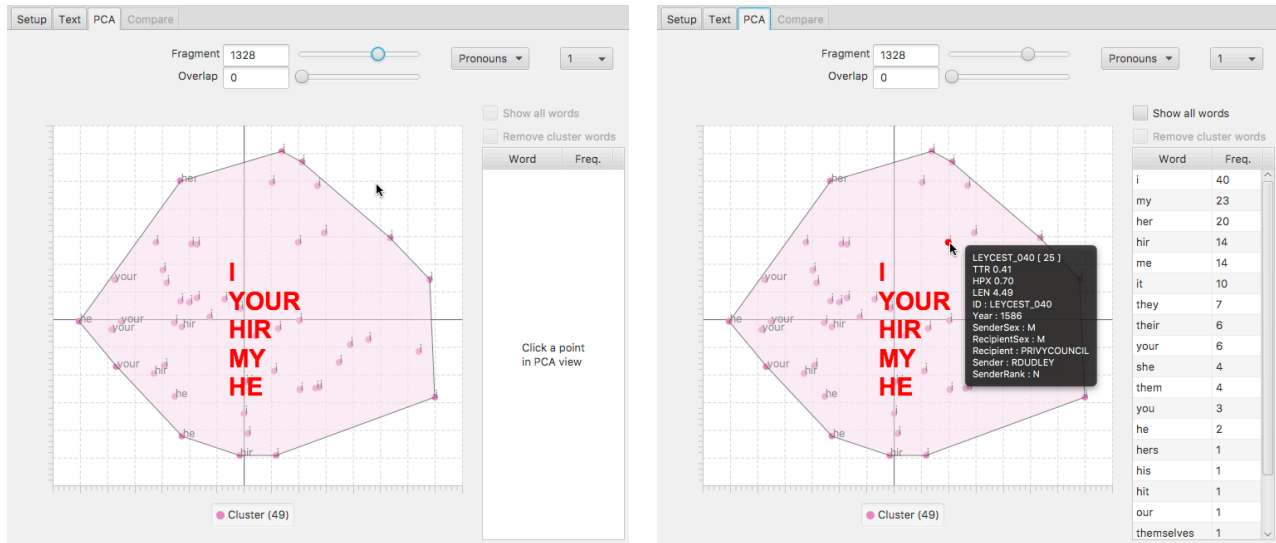 Setup Text PCA Compare
Fragment 1328
Pronouns 1
Overlap 0
Show all words
Remove cluster words
Word Freq.
i
i
her
i
i
i
i
i
i i
i
your
i
i
i
i i i
i
i
he
your
your
hir
i
i
i
i
i
your
hir
i
i
i
i
i ii
he
i
i
he
i
hir
i
I
YOUR
HIR
MY
HE
Click a point
in PCA view
Cluster (49)
Setup Text PCA Compare
Fragment 1328
Pronouns 1
Overlap 0
Show all words
Remove cluster words
Word Freq.
i 40
my 23
her 20
hir 14
me 14
it 10
they 7
their 6
your 6
she 4
them 4
you 3
he 2
hers 1
his 1
hit 1
our 1
themselves 1
her
your
he
your
your
hir
your
hir
he
he
hir
I
YOUR
HIR
MY
HE
LEYCEST_040 [ 25 ]
TTR 0.41
HPX 0.70
LEN 4.49
ID : LEYCEST_040
Year : 1586
SenderSex : M
RecipientSex : M
Recipient : PRIVYCOUNCIL
Sender : RDUDLEY
SenderRank : N
Cluster (49)